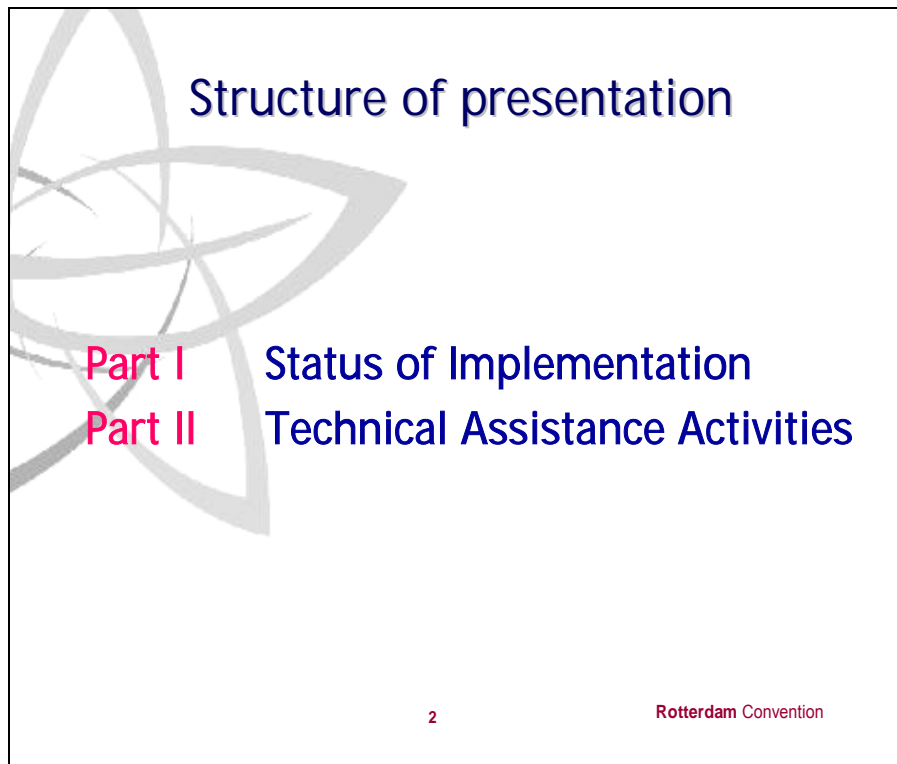 Structure of presentation
Part I Status of Implementation
Part II Technical Assistance Activities
2 Rotterdam Convention